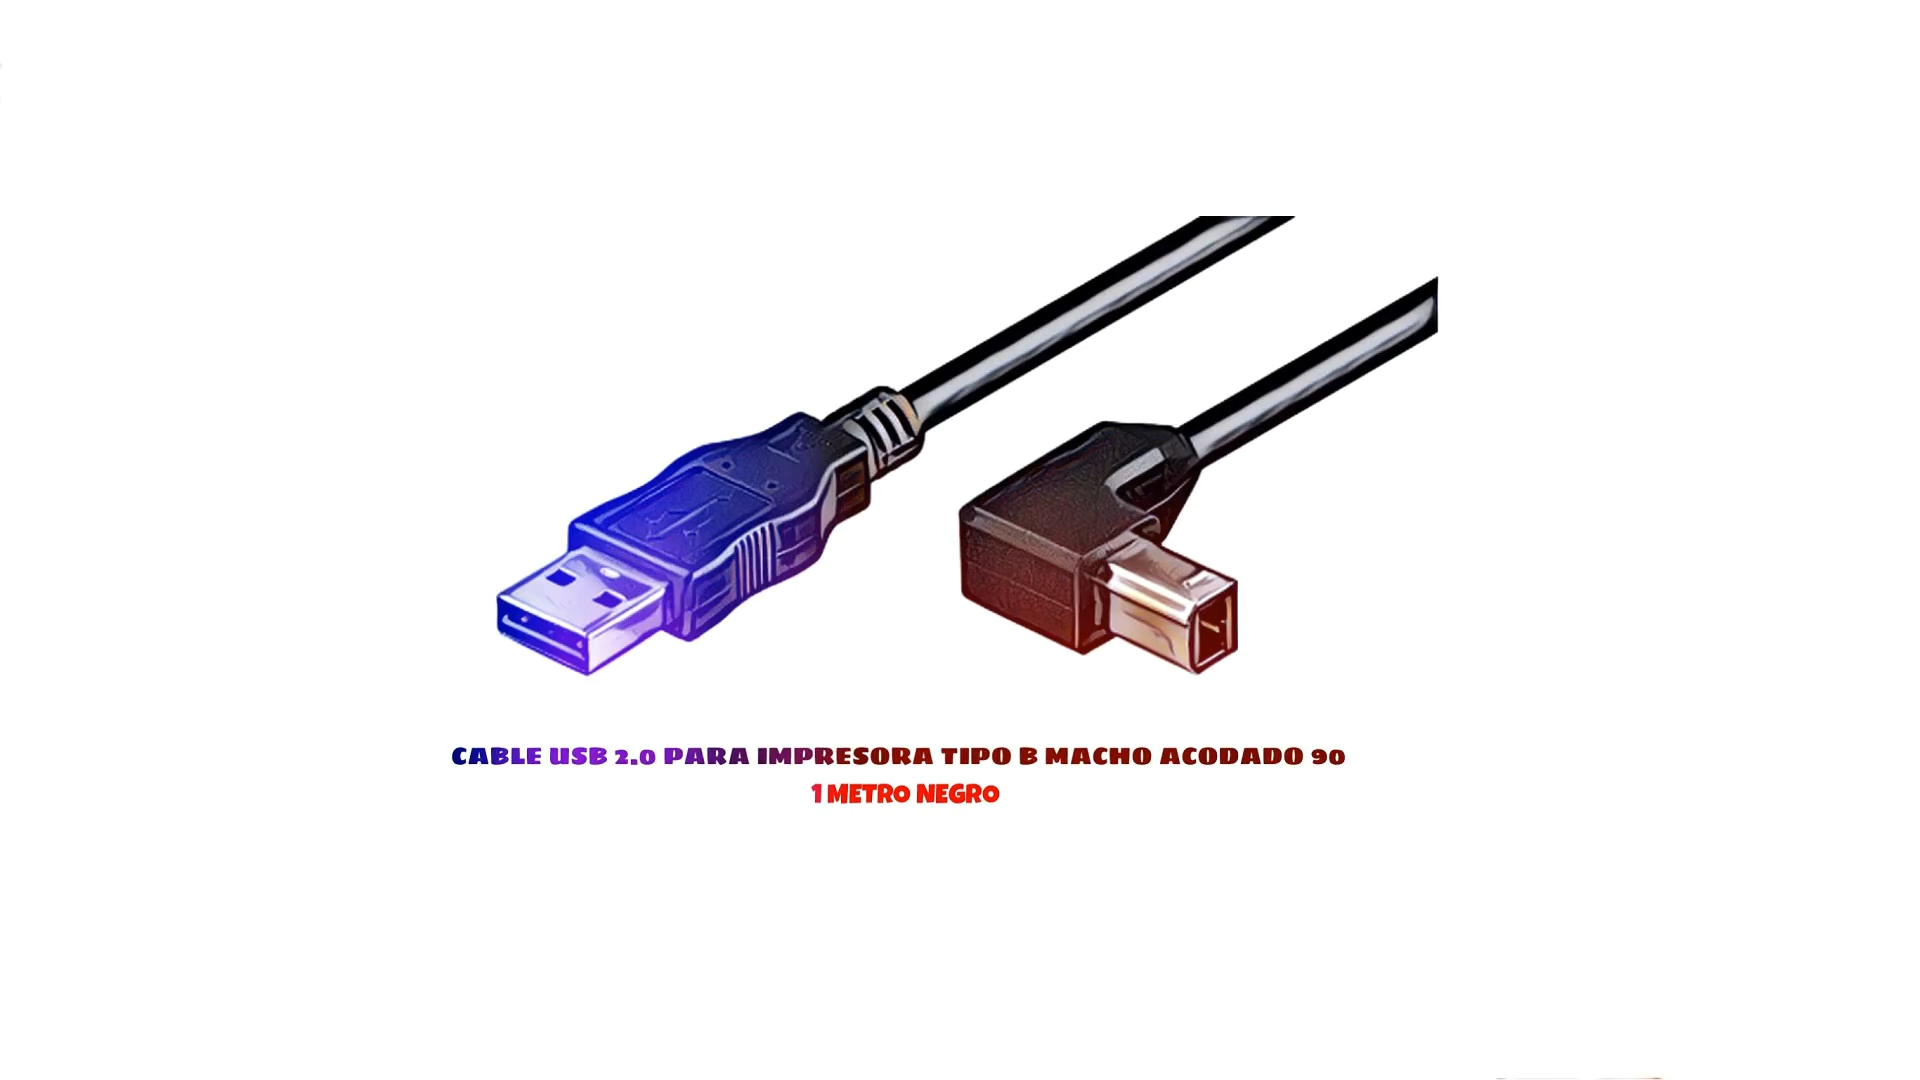 CABLE USB 2.0 PARA IMPRESORA TIPO B MACHO ACODADO 90
1 METRO NEGRO